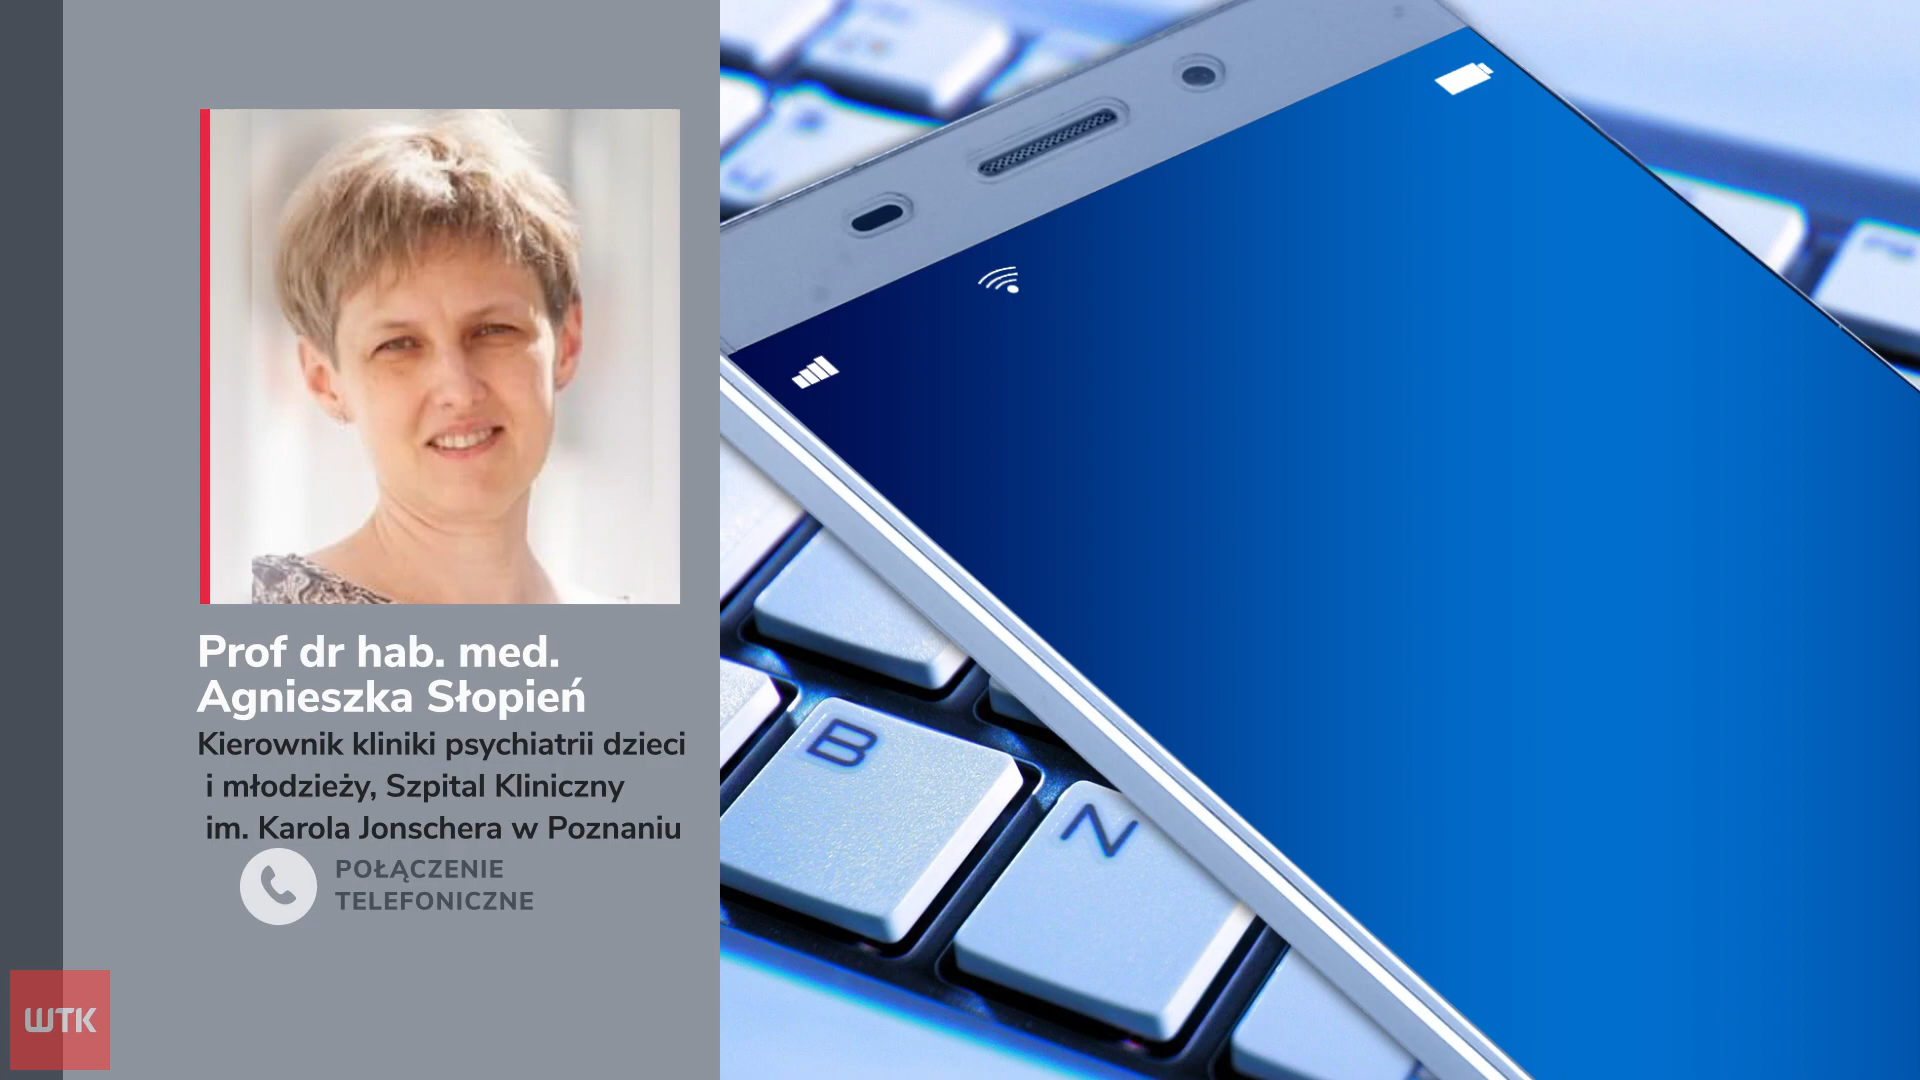 Prof dr hab. med.
Agnieszka Słopień
Kierownik kliniki psychiatrii dzieci
i młodzieży, Szpital Kliniczny
im. Karola Jonschera w Poznaniu
POŁĄCZENIE
TELEFONICZNE
WTK
B
N